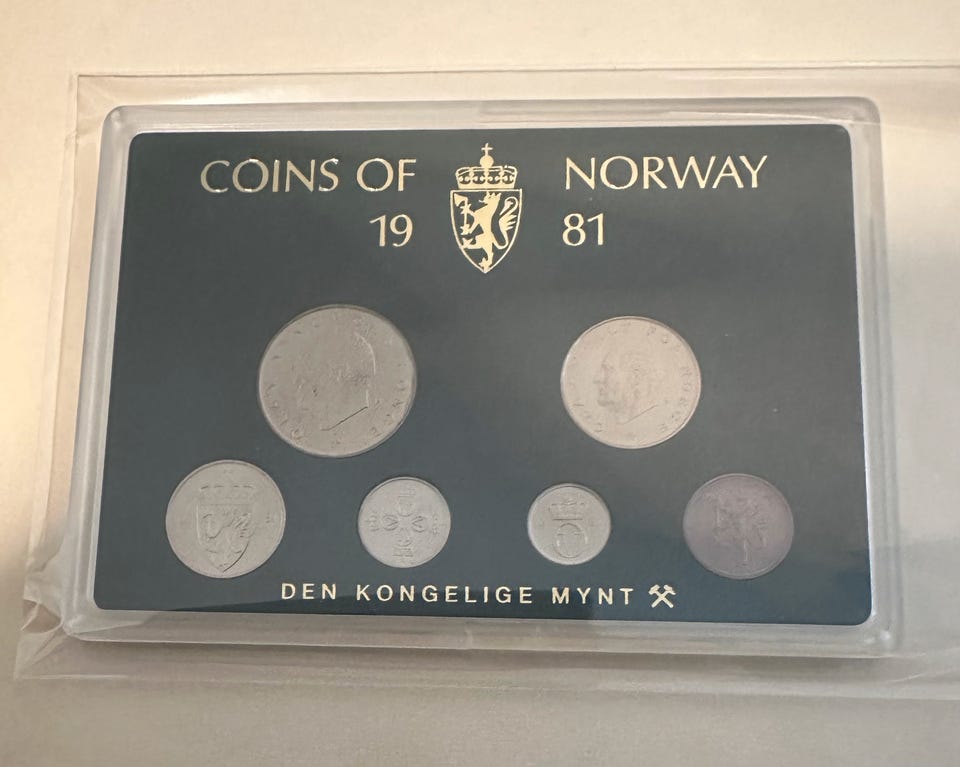 COINS OF NORWAY
19 81
DEN KONGELIGE MYNT